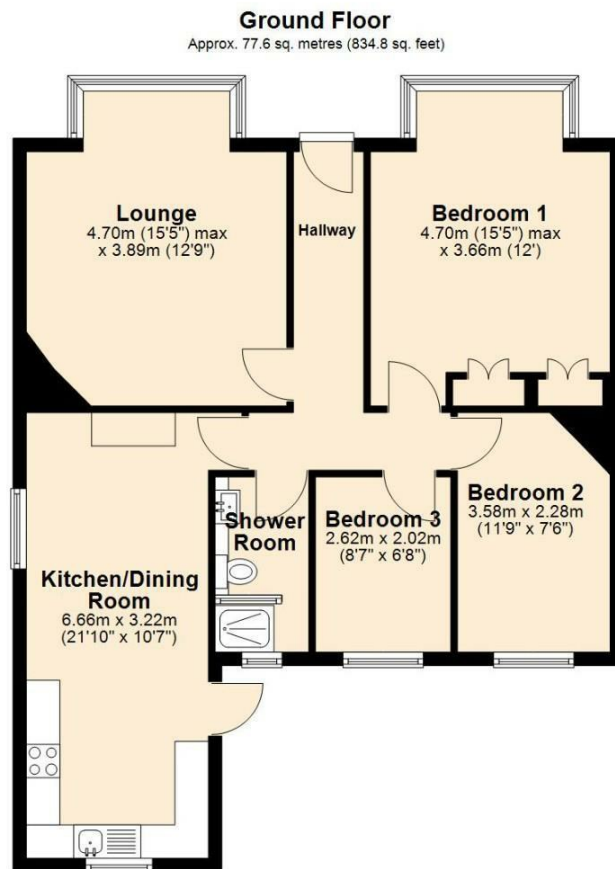 Ground Floor
Approx. 77.6 sq. metres (834.8 sq. feet)
Lounge
4.70m (15'5") max
x 3.89m (12'9")
Hallway
Bedroom 1
4.70m (15'5") max
x 3.66m (12')
Shower
Room
Bedroom 3
2.62m x 2.02m
(8'7" x 6'8")
Bedroom 2
3.58m x 2.28m
(11'9" x 7'6")
Kitchen/Dining
Room
6.66m x 3.22m
(21'10" x 10'7")